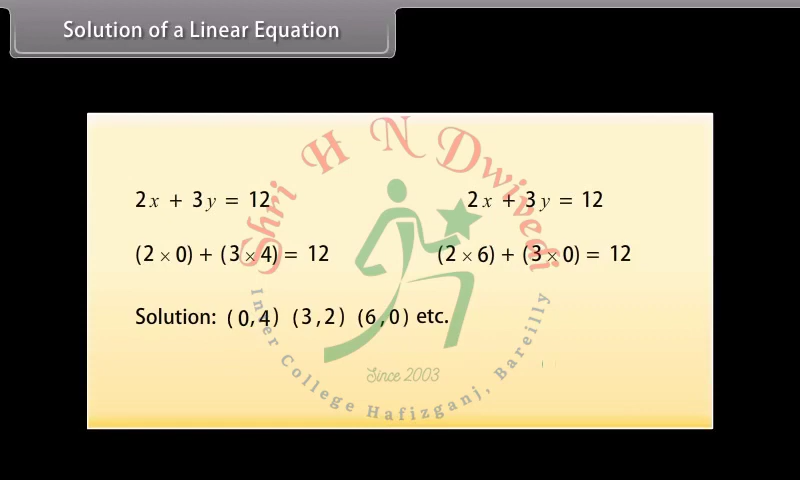 Solution of a Linear Equation
Shri H N Dwivedi
2x + 3y = 12
2x + 3y = 12
(2 × 0) + (3 × 4) = 12
(2 × 6) + (3 × 0) = 12
Solution: (0,4) (3,2) (6,0) etc.
Since 2003
Inter College Hafizganj, Bareilly